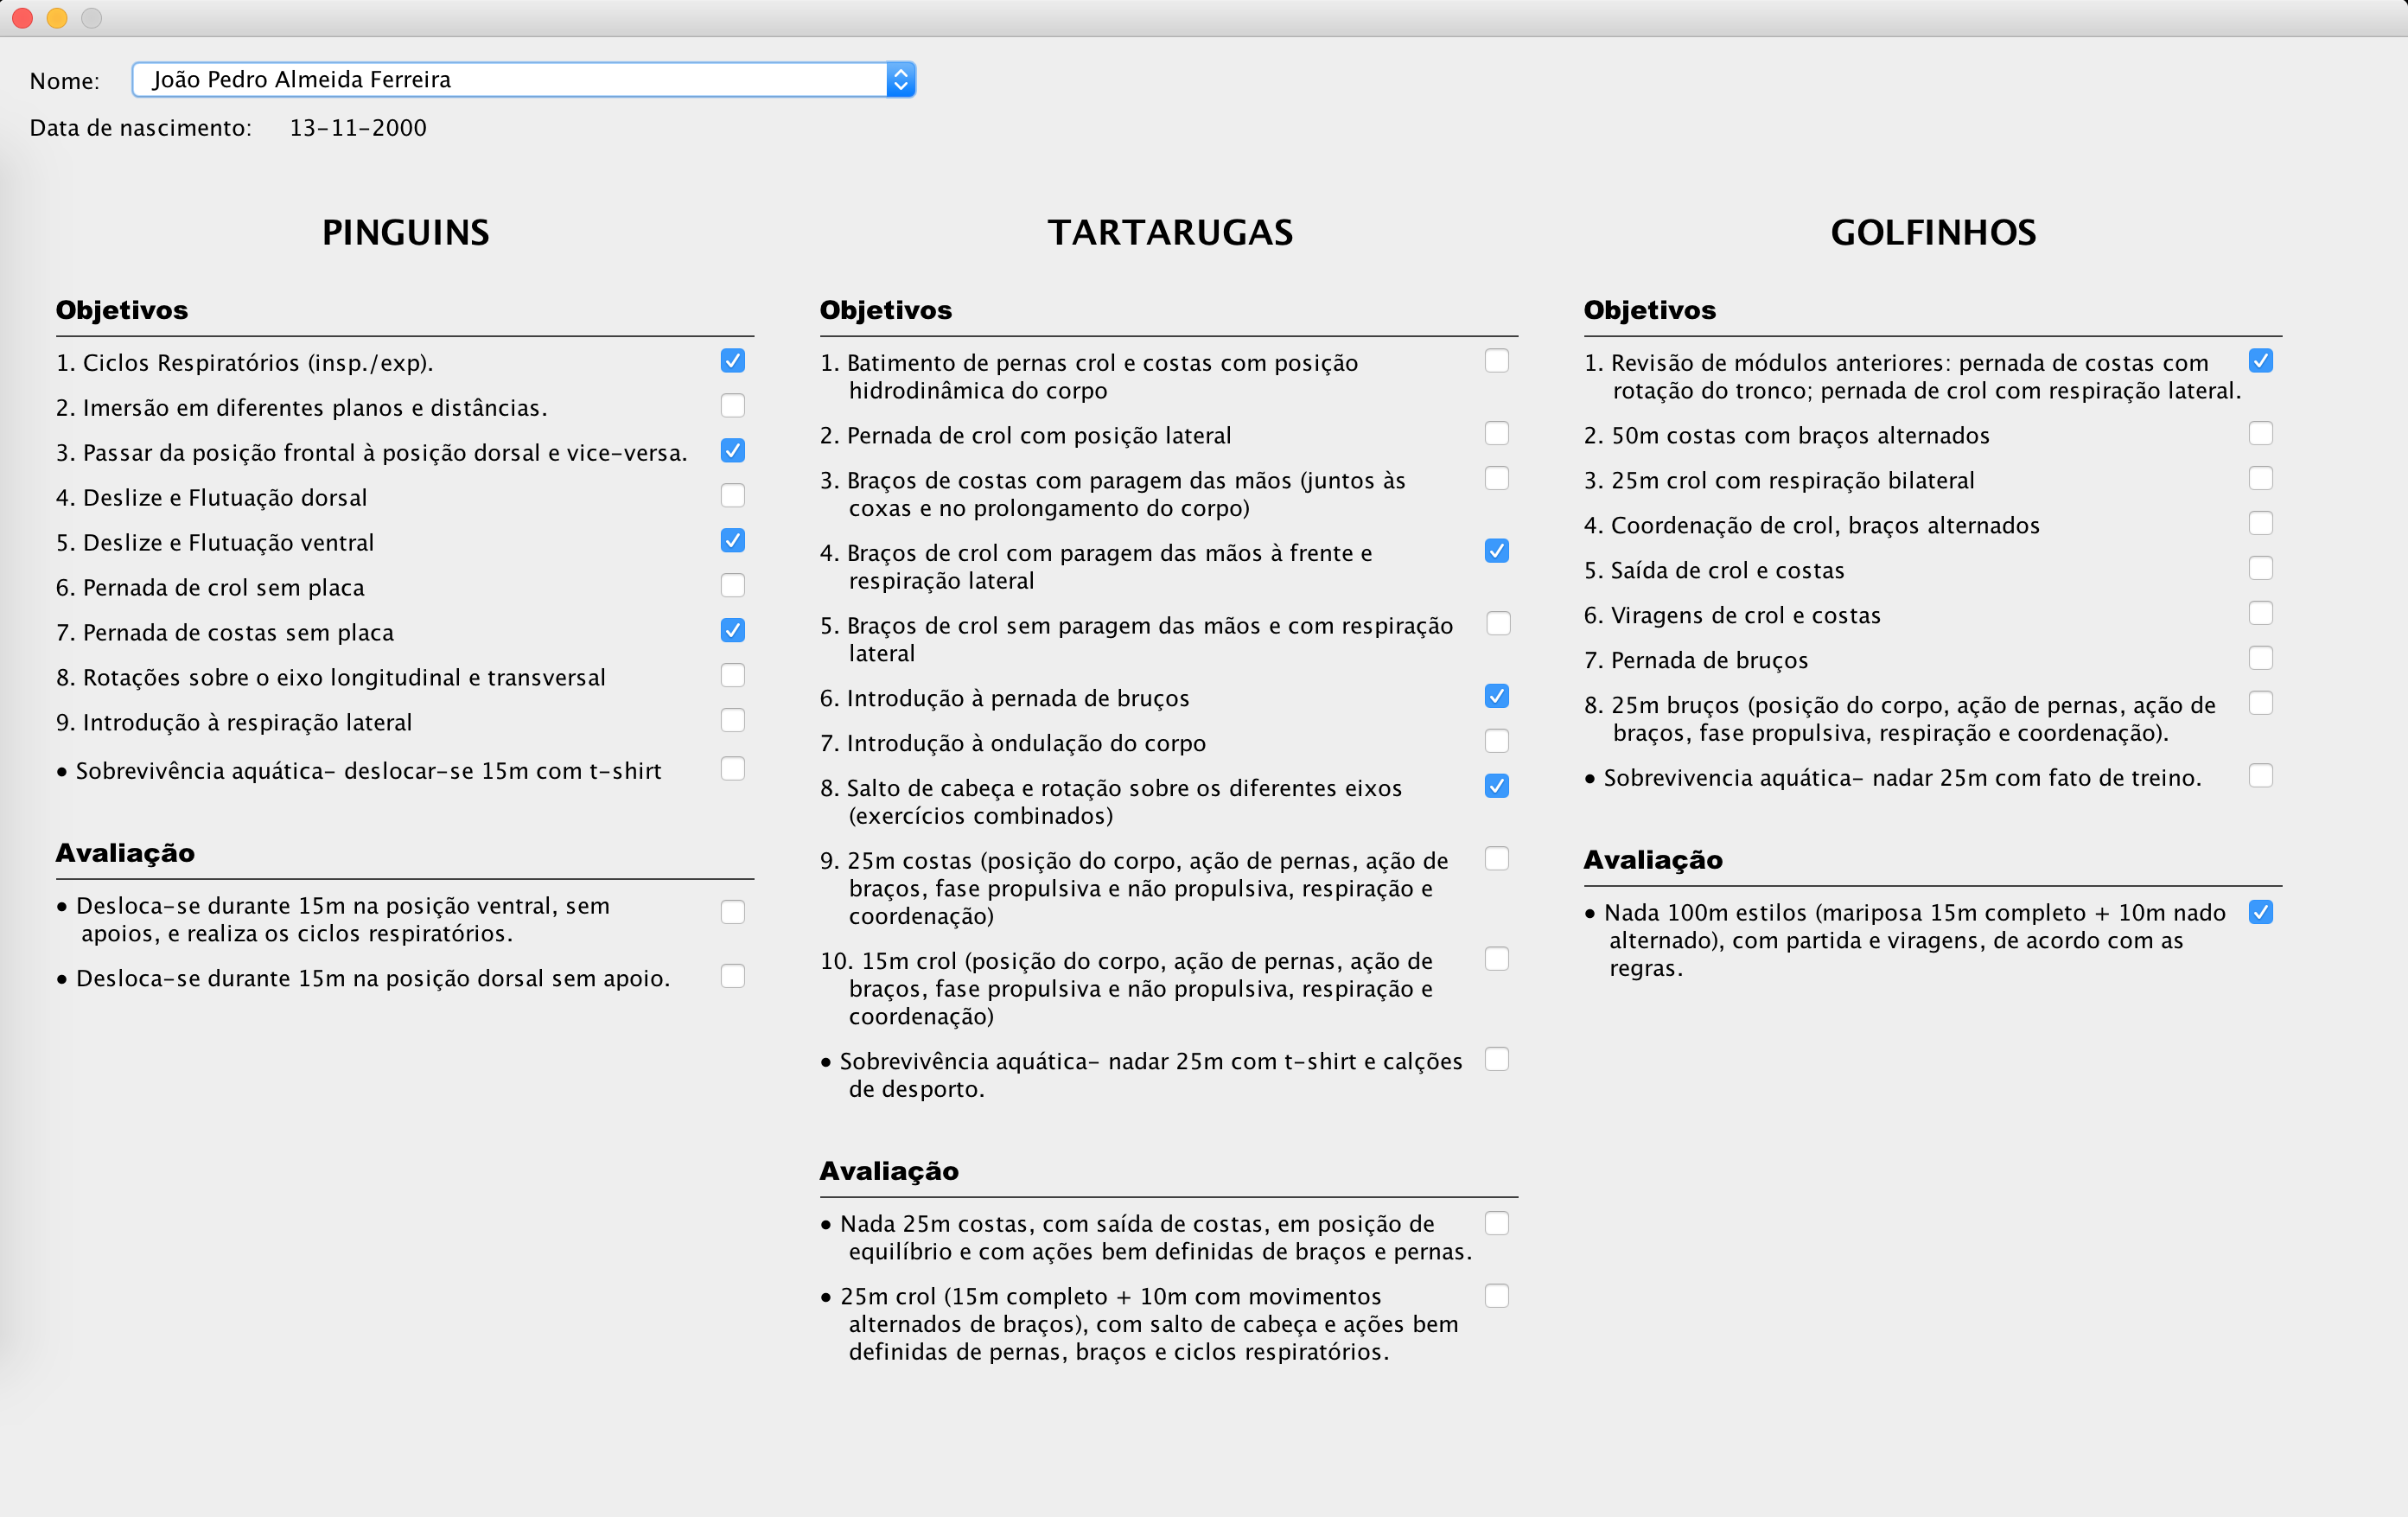 Nome: João Pedro Almeida Ferreira
Data de nascimento: 13-11-2000
PINGUINS
Objetivos
1. Ciclos Respiratórios (insp./exp).
2. Imersão em diferentes planos e distâncias.
3. Passar da posição frontal à posição dorsal e vice-versa.
4. Deslize e Flutuação dorsal
5. Deslize e Flutuação ventral
6. Pernada de crol sem placa
7. Pernada de costas sem placa
8. Rotações sobre o eixo longitudinal e transversal
9. Introdução à respiração lateral
• Sobrevivência aquática- deslocar-se 15m com t-shirt
Avaliação
• Desloca-se durante 15m na posição ventral, sem
apoios, e realiza os ciclos respiratórios.
• Desloca-se durante 15m na posição dorsal sem apoio.
TARTARUGAS
Objetivos
1. Batimento de pernas crol e costas com posição
hidrodinâmica do corpo
2. Pernada de crol com posição lateral
3. Braços de costas com paragem das mãos (juntos às
coxas e no prolongamento do corpo)
4. Braços de crol com paragem das mãos à frente e
respiração lateral
5. Braços de crol sem paragem das mãos e com respiração
lateral
6. Introdução à pernada de bruços
7. Introdução à ondulação do corpo
8. Salto de cabeça e rotação sobre os diferentes eixos
(exercícios combinados)
9. 25m costas (posição do corpo, ação de pernas, ação de
braços, fase propulsiva e não propulsiva, respiração e
coordenação)
10. 15m crol (posição do corpo, ação de pernas, ação de
braços, fase propulsiva e não propulsiva, respiração e
coordenação)
• Sobrevivência aquática- nadar 25m com t-shirt e calções
de desporto.
Avaliação
• Nada 25m costas, com saída de costas, em posição de
equilíbrio e com ações bem definidas de braços e pernas.
• 25m crol (15m completo + 10m com movimentos
alternados de braços), com salto de cabeça e ações bem
definidas de pernas, braços e ciclos respiratórios.
GOLFINHOS
Objetivos
1. Revisão de módulos anteriores: pernada de costas com
rotação do tronco; pernada de crol com respiração lateral.
2. 50m costas com braços alternados
3. 25m crol com respiração bilateral
4. Coordenação de crol, braços alternados
5. Saída de crol e costas
6. Viragens de crol e costas
7. Pernada de bruços
8. 25m bruços (posição do corpo, ação de pernas, ação de
braços, fase propulsiva, respiração e coordenação).
• Sobrevivencia aquática- nadar 25m com fato de treino.
Avaliação
• Nada 100m estilos (mariposa 15m completo + 10m nado
alternado), com partida e viragens, de acordo com as
regras.